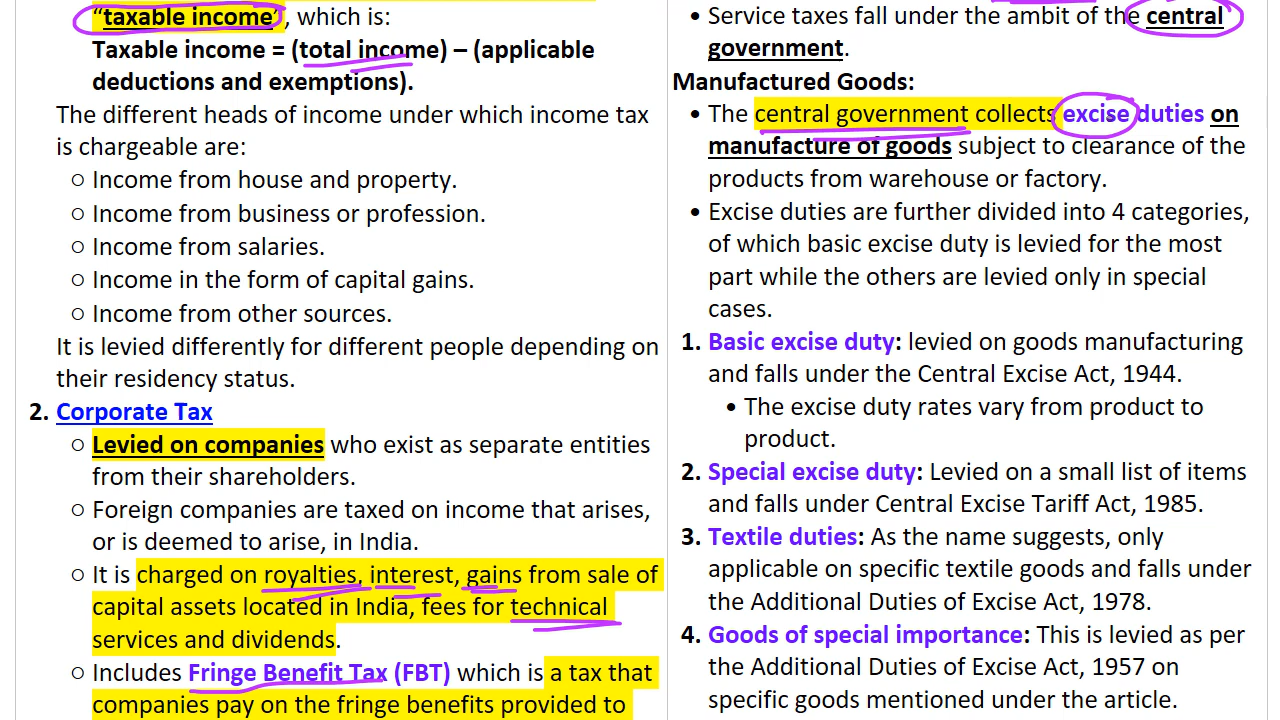 “taxable income”, which is:
Taxable income = (total income) – (applicable
deductions and exemptions).
The different heads of income under which income tax
is chargeable are:
○ Income from house and property.
○ Income from business or profession.
○ Income from salaries.
○ Income in the form of capital gains.
○ Income from other sources.
It is levied differently for different people depending on
their residency status.
2. Corporate Tax
○ Levied on companies who exist as separate entities
from their shareholders.
○ Foreign companies are taxed on income that arises,
or is deemed to arise, in India.
○ It is charged on royalties, interest, gains from sale of
capital assets located in India, fees for technical
services and dividends.
○ Includes Fringe Benefit Tax (FBT) which is a tax that
companies pay on the fringe benefits provided to
• Service taxes fall under the ambit of the central
government.
Manufactured Goods:
• The central government collects excise duties on
manufacture of goods subject to clearance of the
products from warehouse or factory.
• Excise duties are further divided into 4 categories,
of which basic excise duty is levied for the most
part while the others are levied only in special
cases.
1. Basic excise duty: levied on goods manufacturing
and falls under the Central Excise Act, 1944.
• The excise duty rates vary from product to
product.
2. Special excise duty: Levied on a small list of items
and falls under Central Excise Tariff Act, 1985.
3. Textile duties: As the name suggests, only
applicable on specific textile goods and falls under
the Additional Duties of Excise Act, 1978.
4. Goods of special importance: This is levied as per
the Additional Duties of Excise Act, 1957 on
specific goods mentioned under the article.